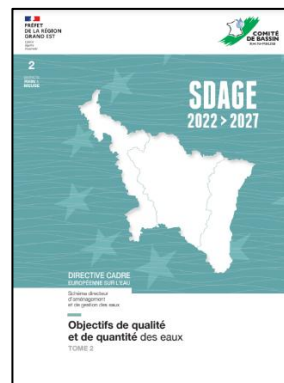 PRÉFET
DE LA RÉGION
GRAND EST
COMITÉ
DE BASSIN
2
SDAGE
2022 > 2027
DIRECTIVE CADRE
EUROPÉENNE SUR L'EAU
Schéma directeur
d'aménagement
et de gestion des eaux
Objectifs de qualité
et de quantité des eaux
TOME 2